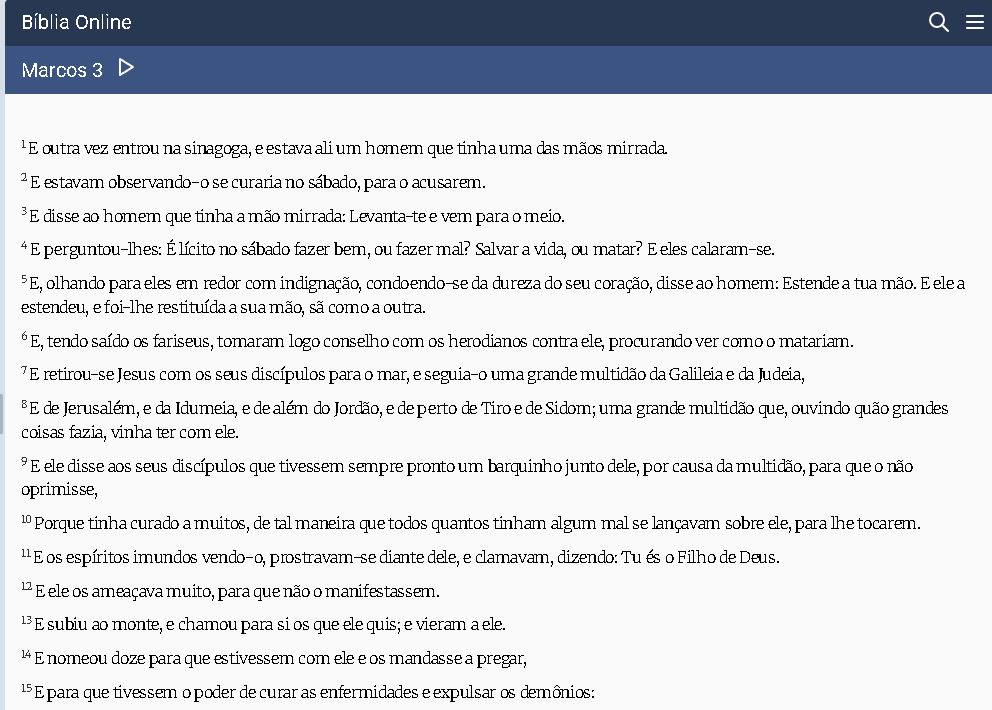 Bíblia Online
Marcos 3
1 E outra vez entrou na sinagoga, e estava ali um homem que tinha uma das mãos mirrada.
2 E estavam observando-o se curaria no sábado, para o acusarem.
3 E disse ao homem que tinha a mão mirrada: Levanta-te e vem para o meio.
4 E perguntou-lhes: É lícito no sábado fazer bem, ou fazer mal? Salvar a vida, ou matar? E eles calaram-se.
5 E, olhando para eles em redor com indignação, condoendo-se da dureza do seu coração, disse ao homem: Estende a tua mão. E ele a
estendeu, e foi-lhe restituída a sua mão, sã como a outra.
6 E, tendo saído os fariseus, tomaram logo conselho com os herodianos contra ele, procurando ver como o matariam.
7 E retirou-se Jesus com os seus discípulos para o mar, e seguia-o uma grande multidão da Galileia e da Judeia,
8 E de Jerusalém, e da Idumeia, e de além do Jordão, e de perto de Tiro e de Sidom; uma grande multidão que, ouvindo quão grandes
coisas fazia, vinha ter com ele.
9 E ele disse aos seus discípulos que tivessem sempre pronto um barquinho junto dele, por causa da multidão, para que o não
oprimisse,
10 Porque tinha curado a muitos, de tal maneira que todos quantos tinham algum mal se lançavam sobre ele, para lhe tocarem.
11 E os espíritos imundos vendo-o, prostravam-se diante dele, e clamavam, dizendo: Tu és o Filho de Deus.
12 E ele os ameaçava muito, para que não o manifestassem.
13 E subiu ao monte, e chamou para si os que ele quis; e vieram a ele.
14 E nomeou doze para que estivessem com ele e os mandasse a pregar,
15 E para que tivessem o poder de curar as enfermidades e expulsar os demônios: